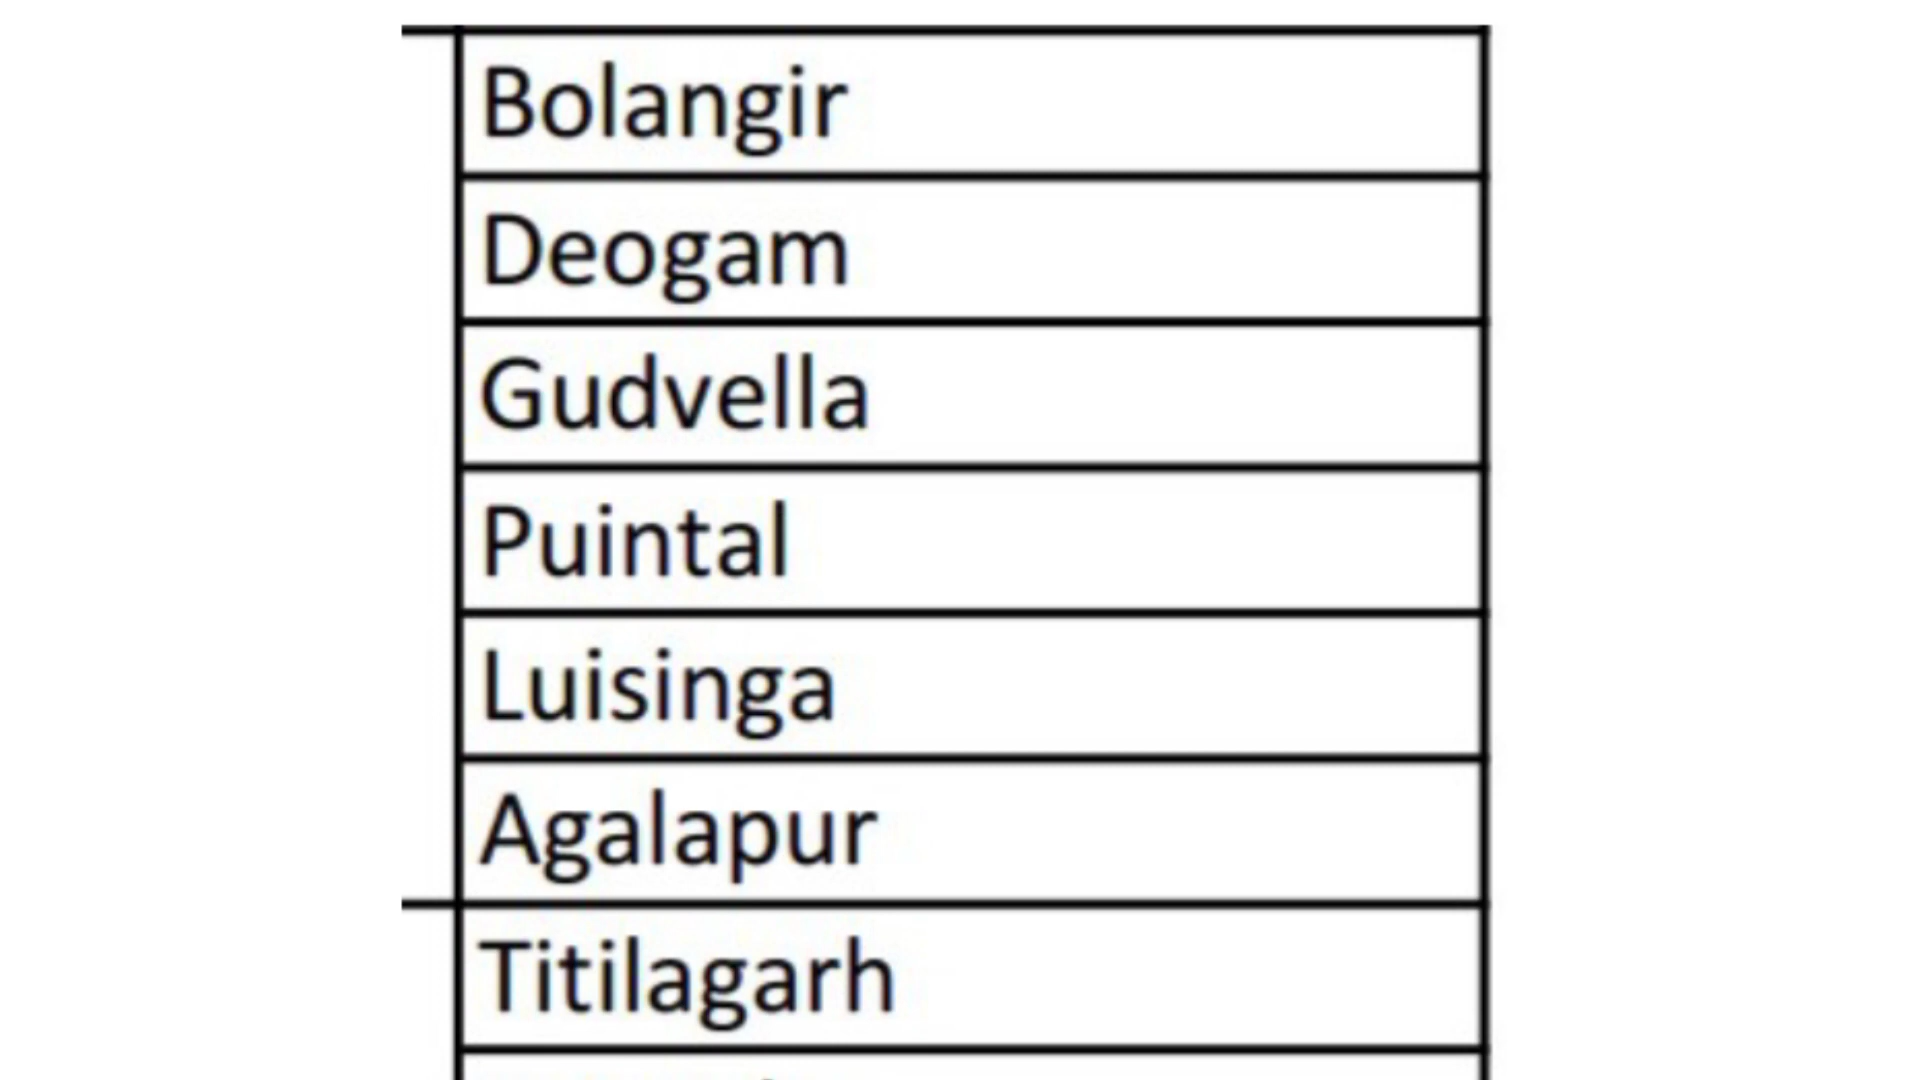 Bolangir
Deogam
Gudvella
Puintal
Luisinga
Agalapur
Titilagarh